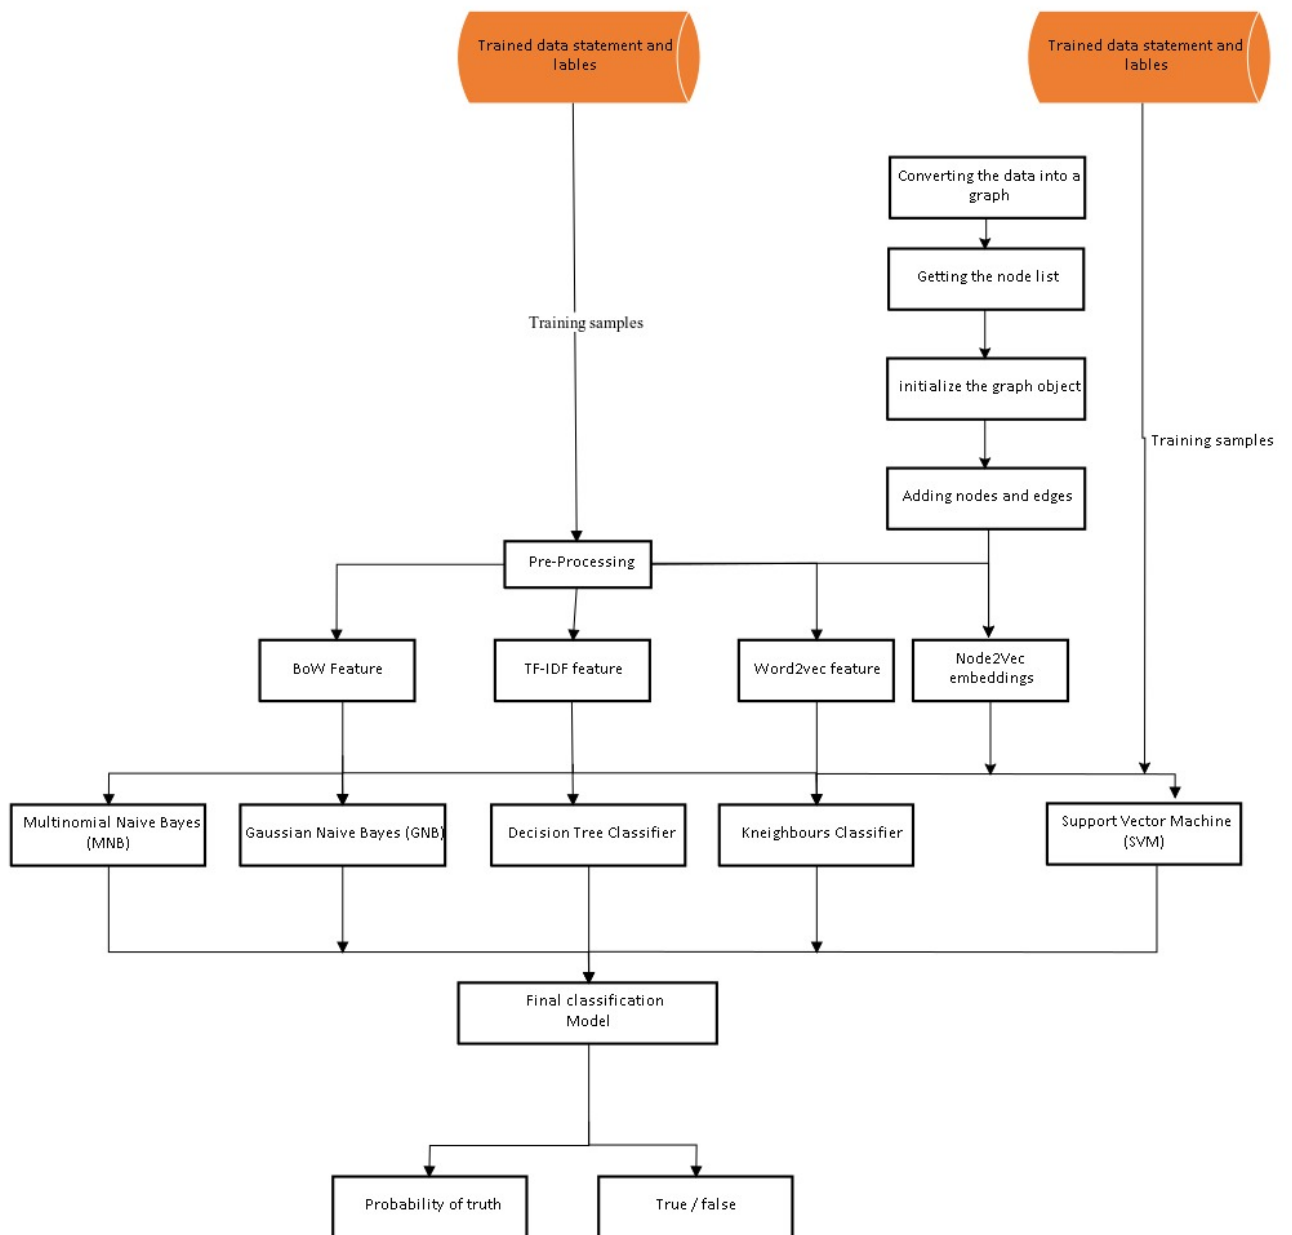 Trained data statement and
lables
Trained data statement and
lables
Converting the data into a
graph
Getting the node list
Training samples
initialize the graph object
Training samples
Adding nodes and edges
Pre-Processing
BoW Feature
TF-IDF feature
Word2vec feature
Node2Vec
embeddings
Multinomial Naive Bayes
(MNB)
Gaussian Naive Bayes (GNB)
Decision Tree Classifier
Kneighbours Classifier
Support Vector Machine
(SVM)
Final classification
Model
Probability of truth
True / false